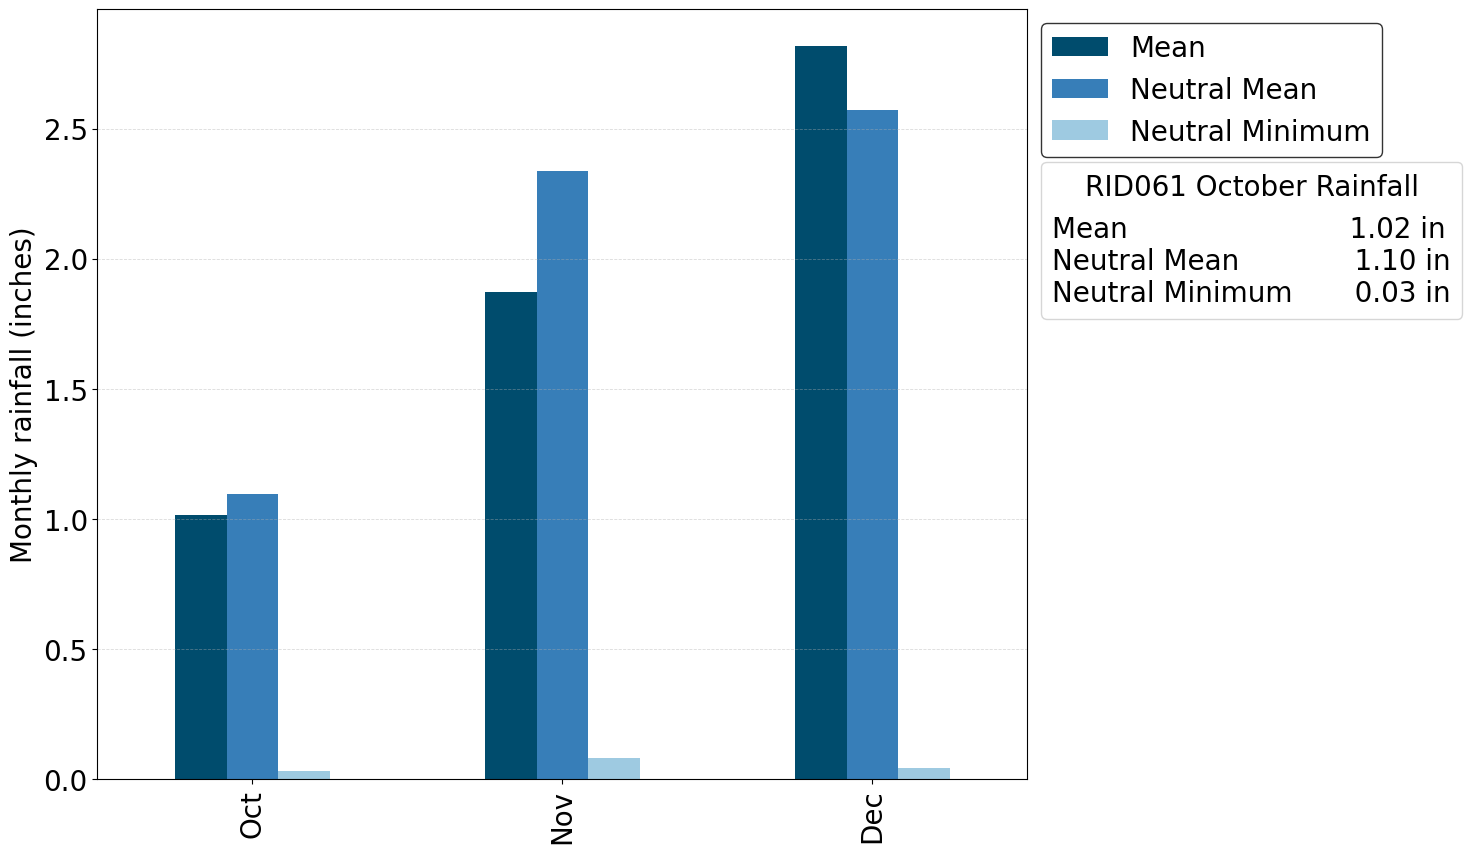 Mean
Neutral Mean
Neutral Minimum
RID061 October Rainfall
Mean 1.02 in
Neutral Mean 1.10 in
Neutral Minimum 0.03 in
Monthly rainfall (inches)
2.5
2.0
1.5
1.0
0.5
0.0
Oct
Nov
Dec